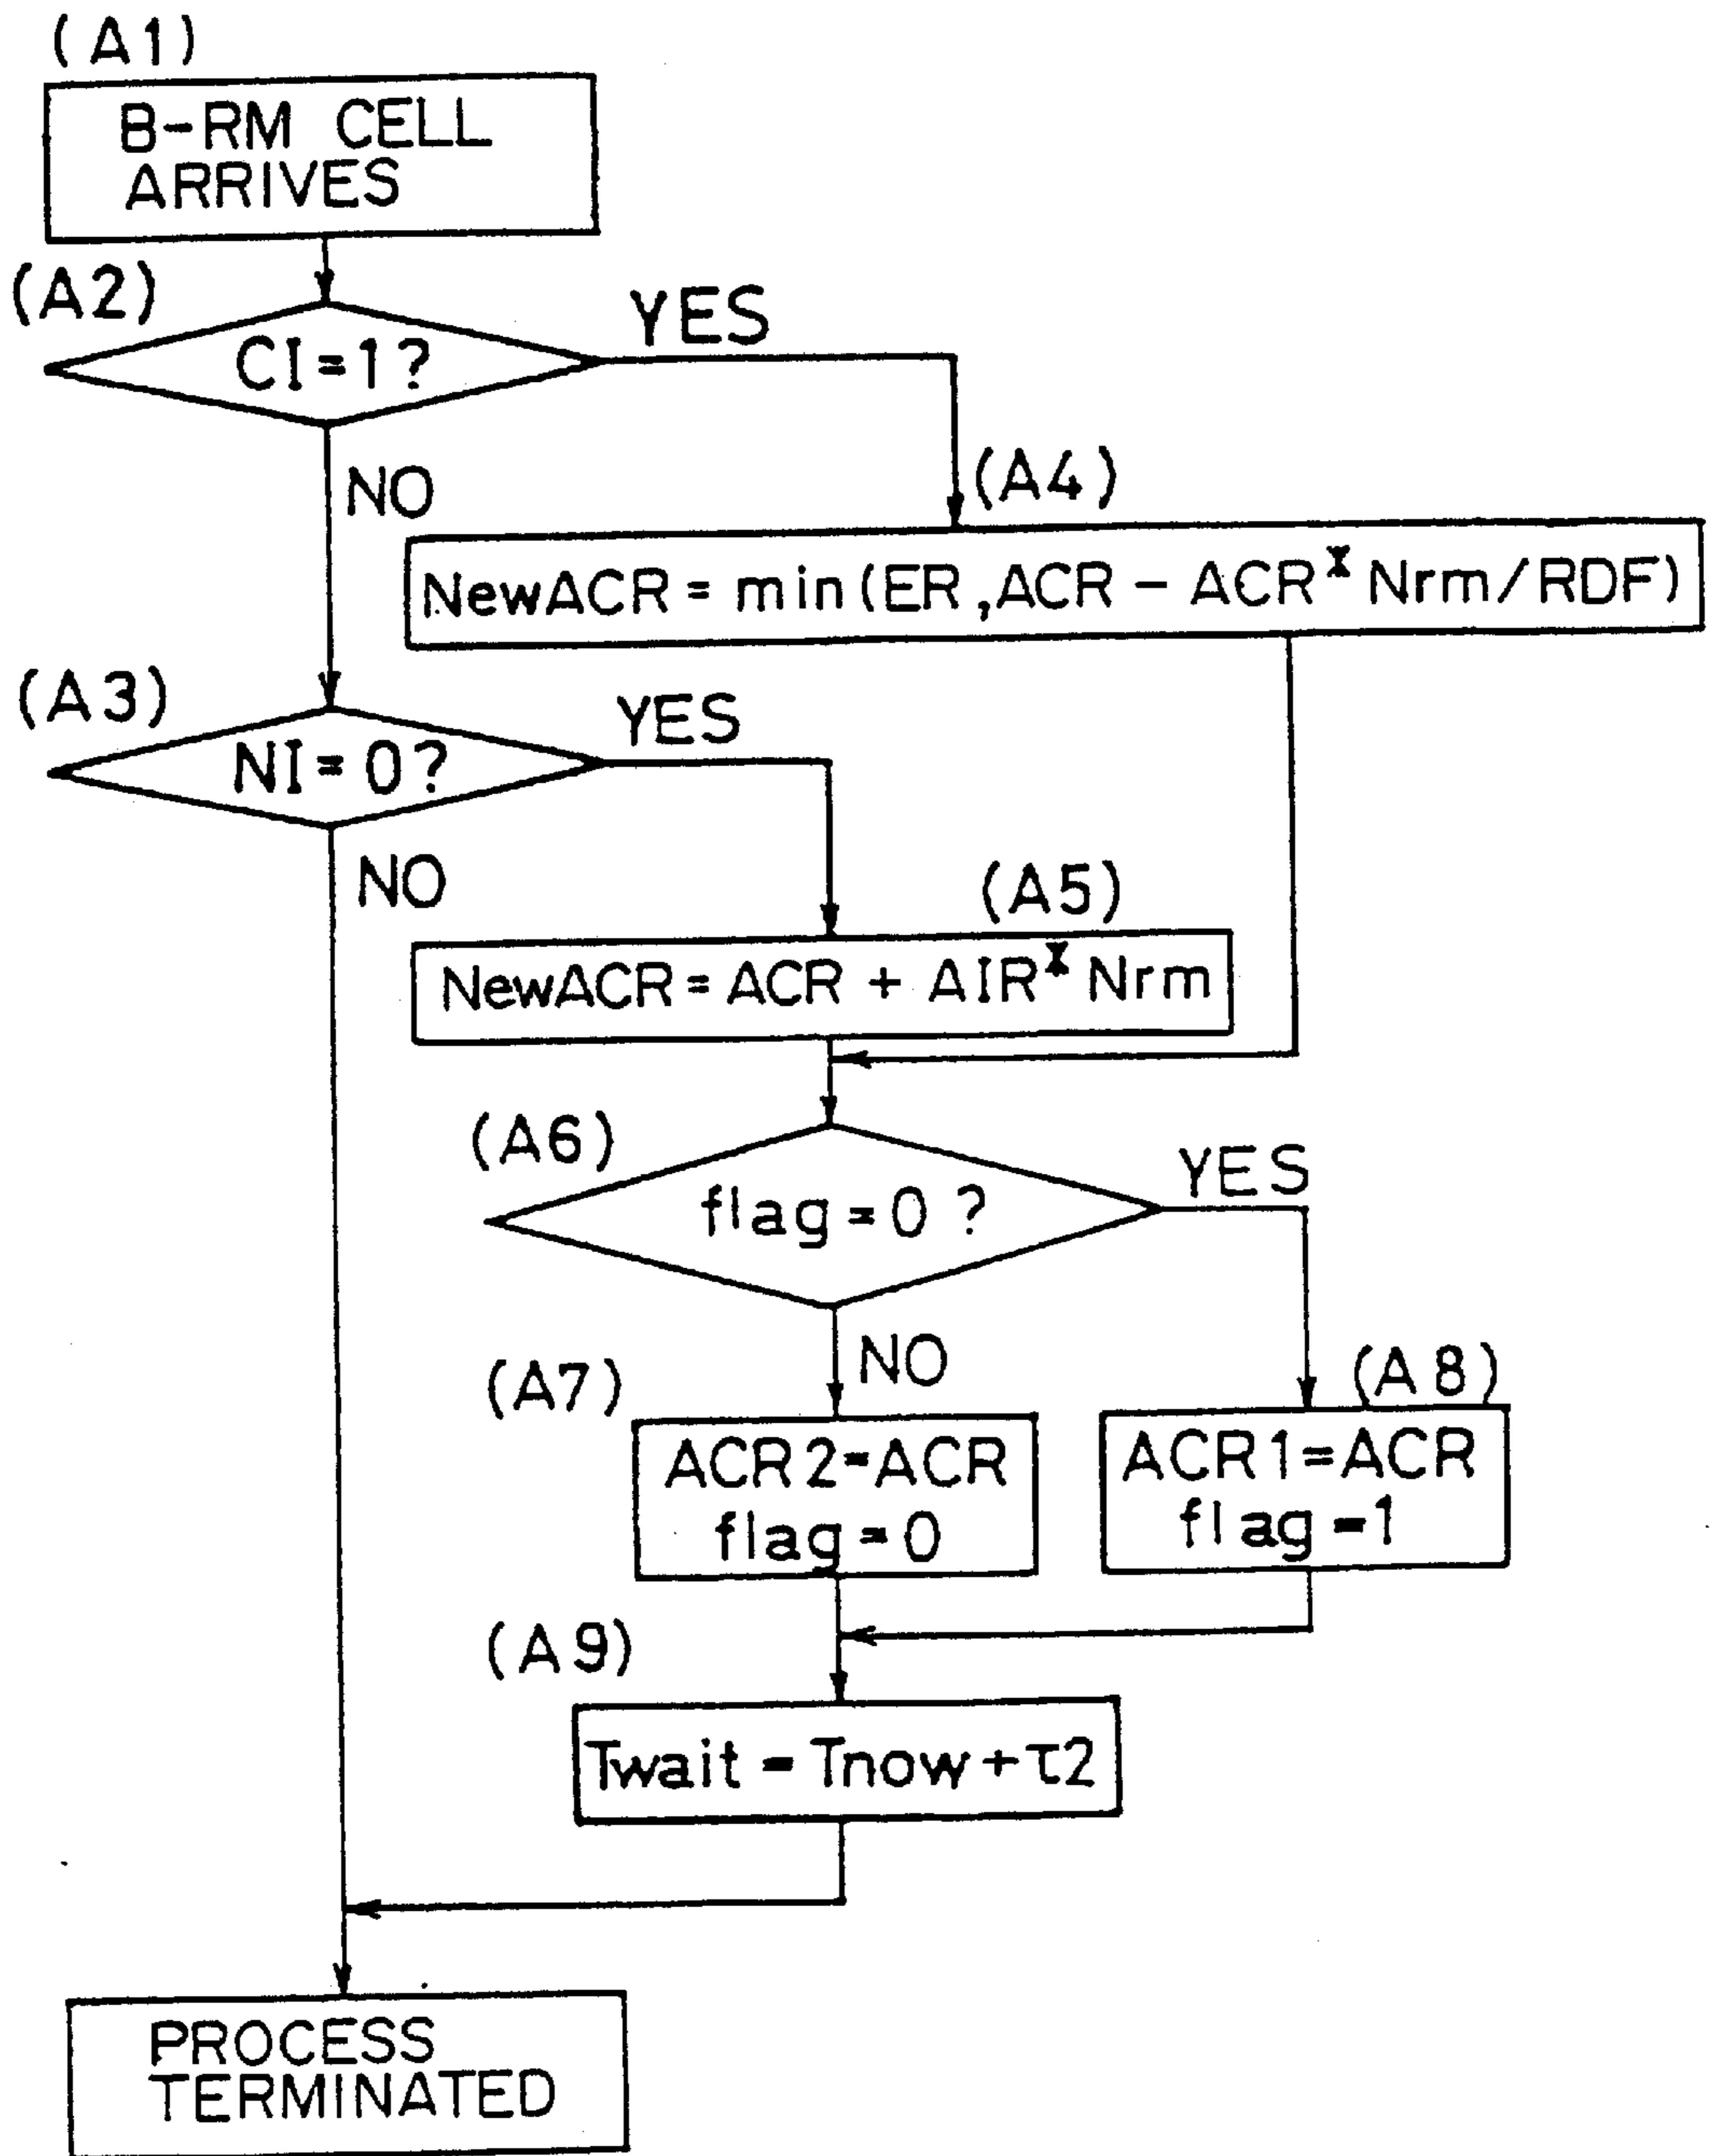 (A1)
B-RM CELL
ARRIVES
(A2)
CI=1?
YES
NO
(A4)
NewACR = min(ER,ACR - ACR* Nrm/RDF)
(A3)
NI=0?
YES
NO
(A5)
NewACR = ACR + AIR* Nrm
(A6)
flag=0 ?
YES
NO
(A7)
ACR2=ACR
flag=0
(A8)
ACR1=ACR
flag=1
(A9)
Twait = Tnow+τ2
PROCESS
TERMINATED